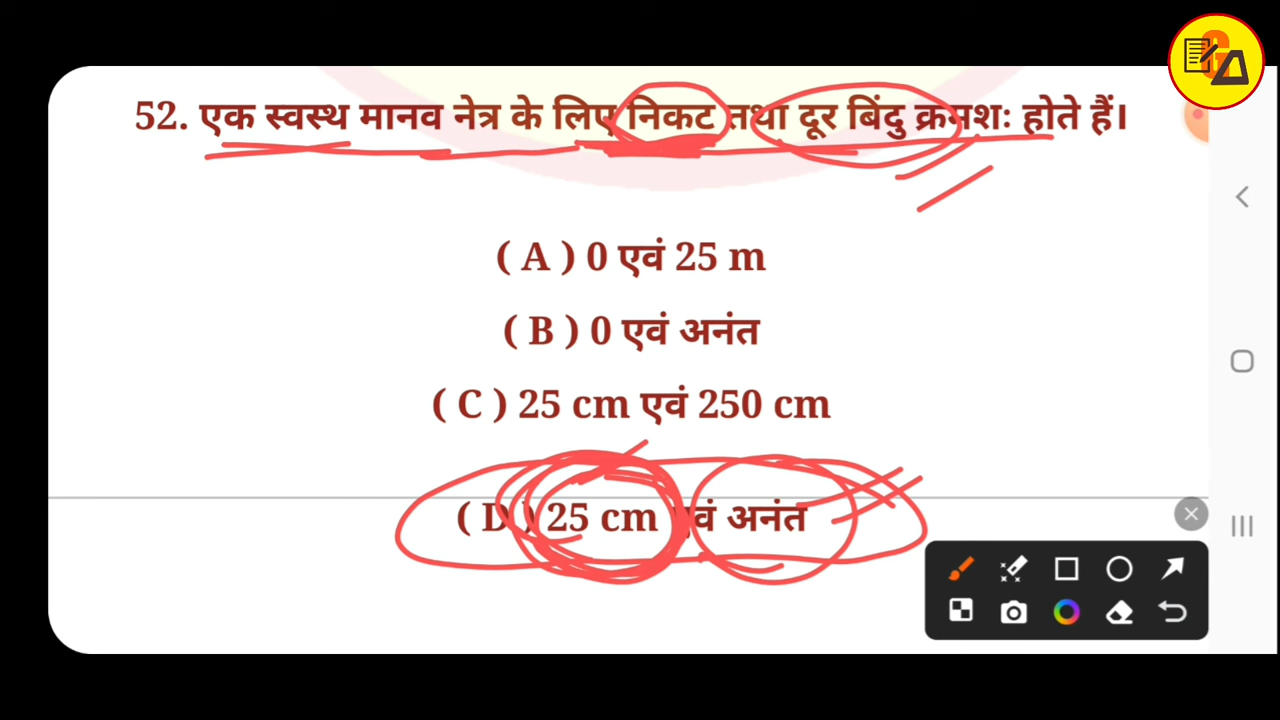 52. एक स्वस्थ मानव नेत्र के लिए निकट तथा दूर बिंदु क्रमशः होते हैं।
( A ) 0 एवं 25 m
( B ) 0 एवं अनंत
( C ) 25 cm एवं 250 cm
( D ) 25 cm एवं अनंत